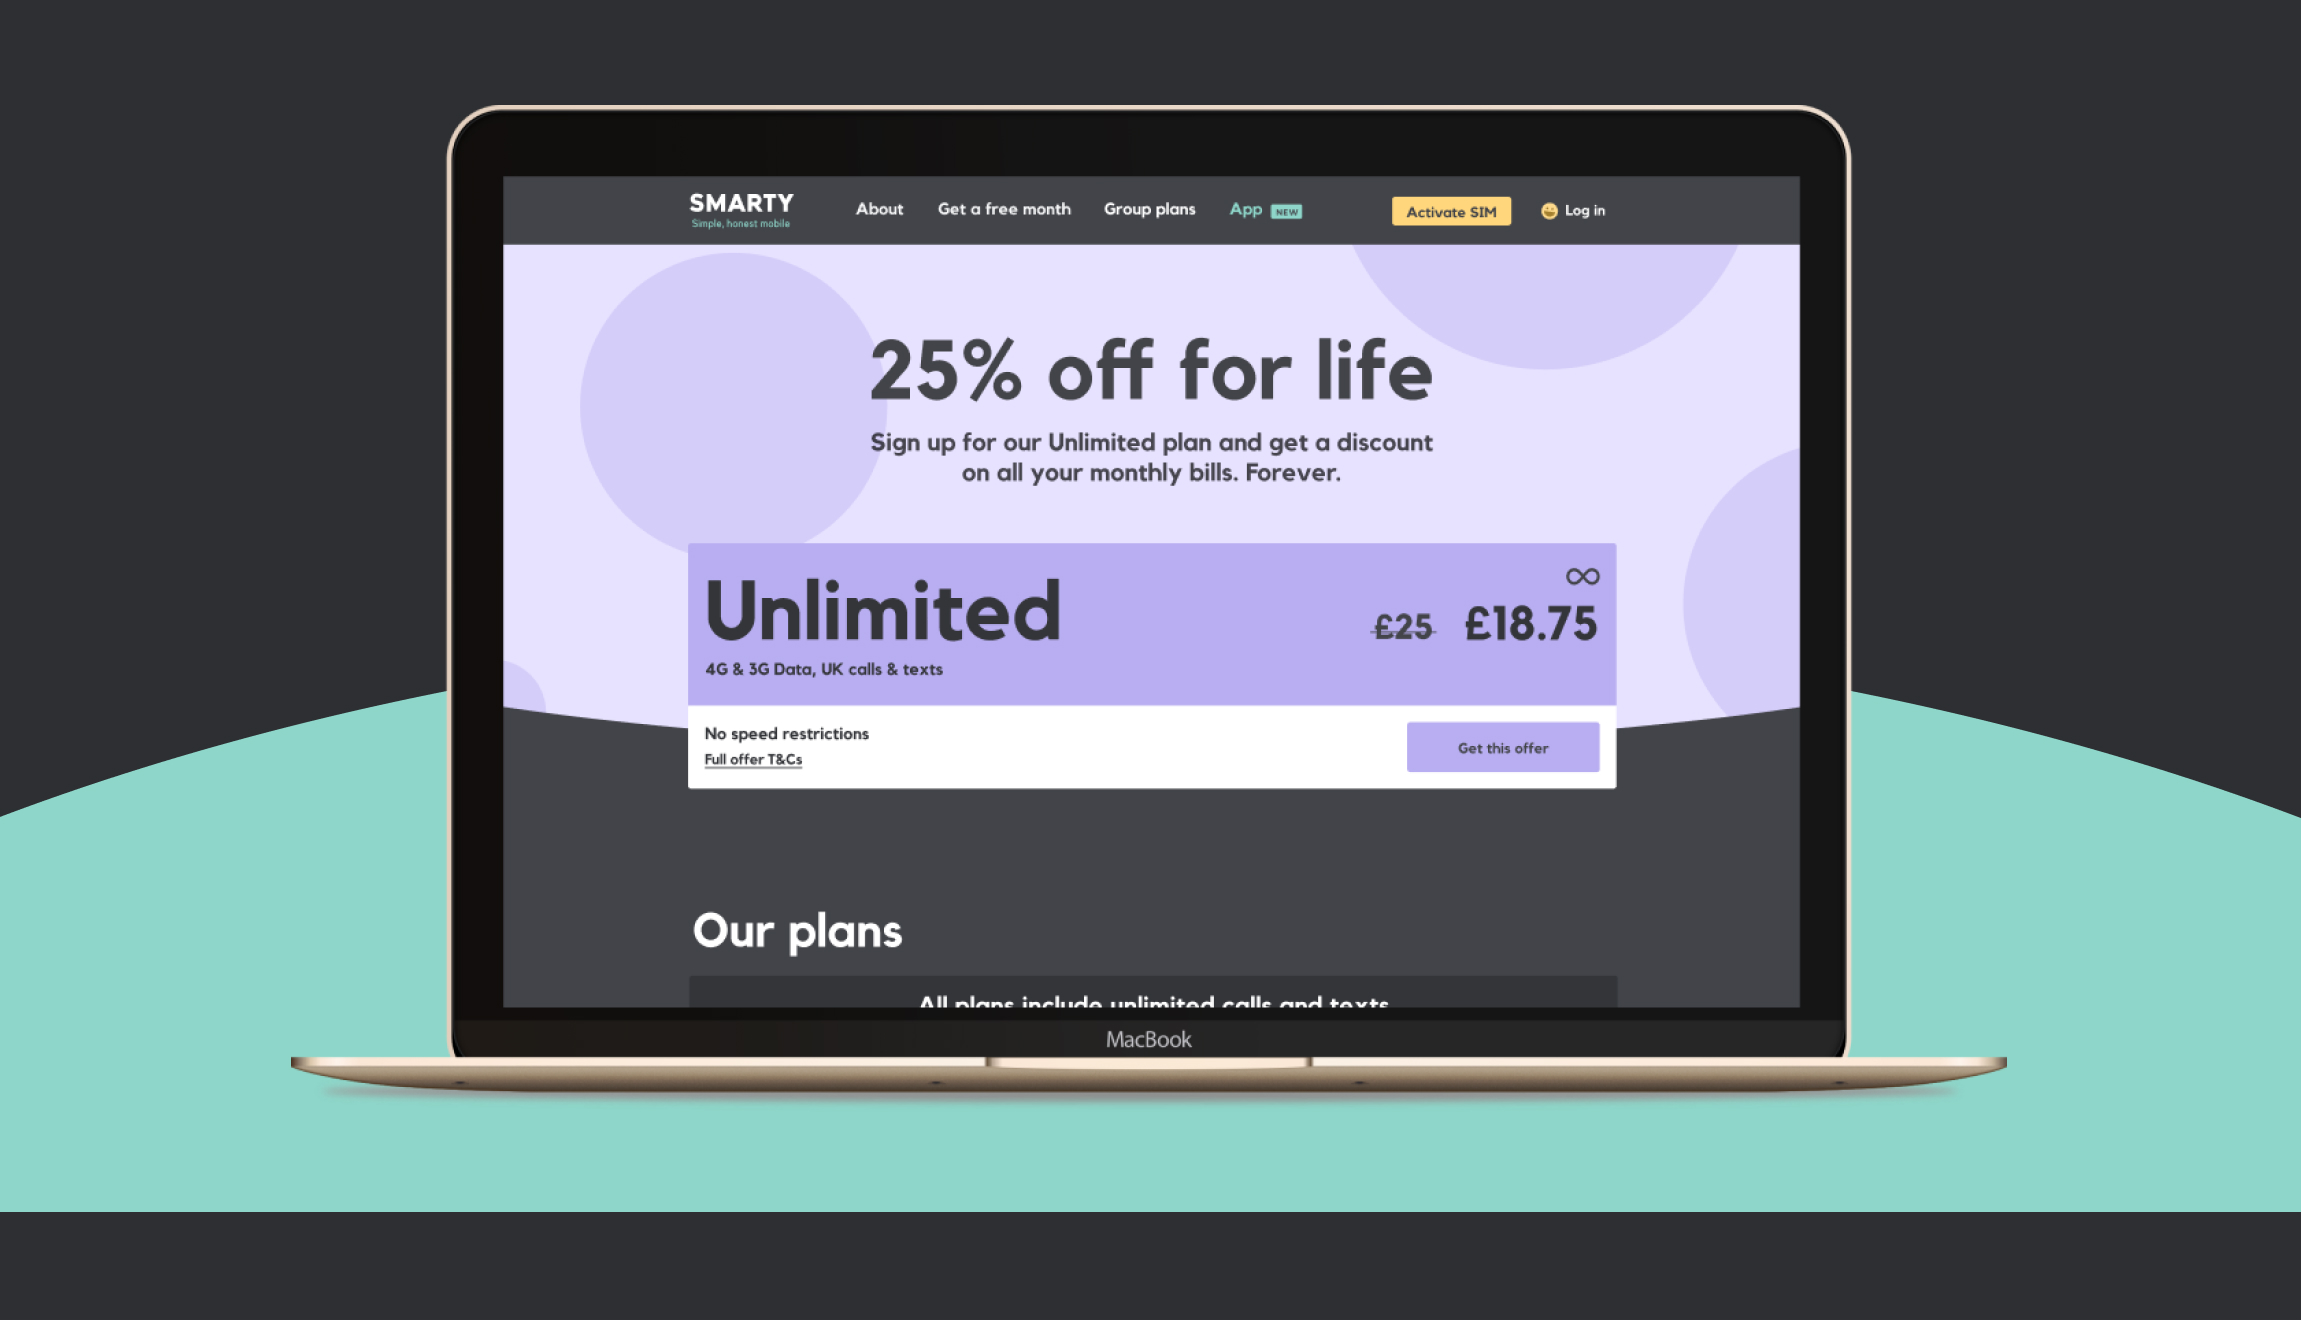 SMARTY
Simple, honest mobile
About
Get a free month
Group plans
App NEW
Activate SIM
Log in
25% off for life
Sign up for our Unlimited plan and get a discount
on all your monthly bills. Forever.
Unlimited
£25 £18.75
4G & 3G Data, UK calls & texts
No speed restrictions
Full offer T&Cs
Get this offer
Our plans
All plans include unlimited calls and texts
MacBook